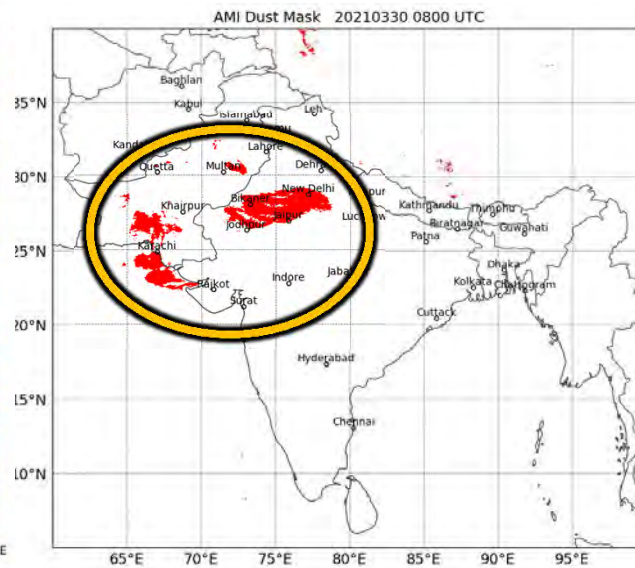 AMI Dust Mask 20210330 0800 UTC
Baghlan
35°N
Kabul
Leh
Islamabad
Lahore
Quetta
Multan
30°N
New Delhi
Bikaner
Khairpur
Kathmandu
Thimphu
Jaipur
Jodhpur
Biratnagar
Guwahati
Patna
25°N
Karachi
Dhaka
Indore
Rajkot
Kolkata
Chattogram
Surat
Cuttack
20°N
Hyderabad
15°N
Chennai
10°N
E
65°E 70°E 75°E 80°E 85°E 90°E 95°E